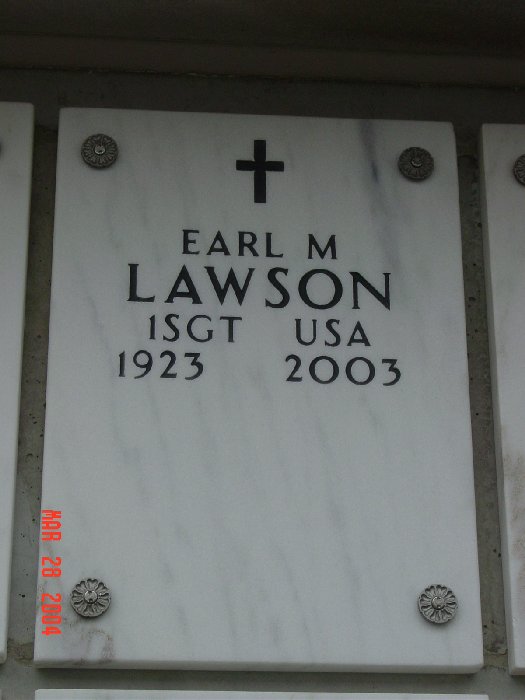 EARL M
LAWSON
1SGT USA
1923 2003
MAR 28 2004